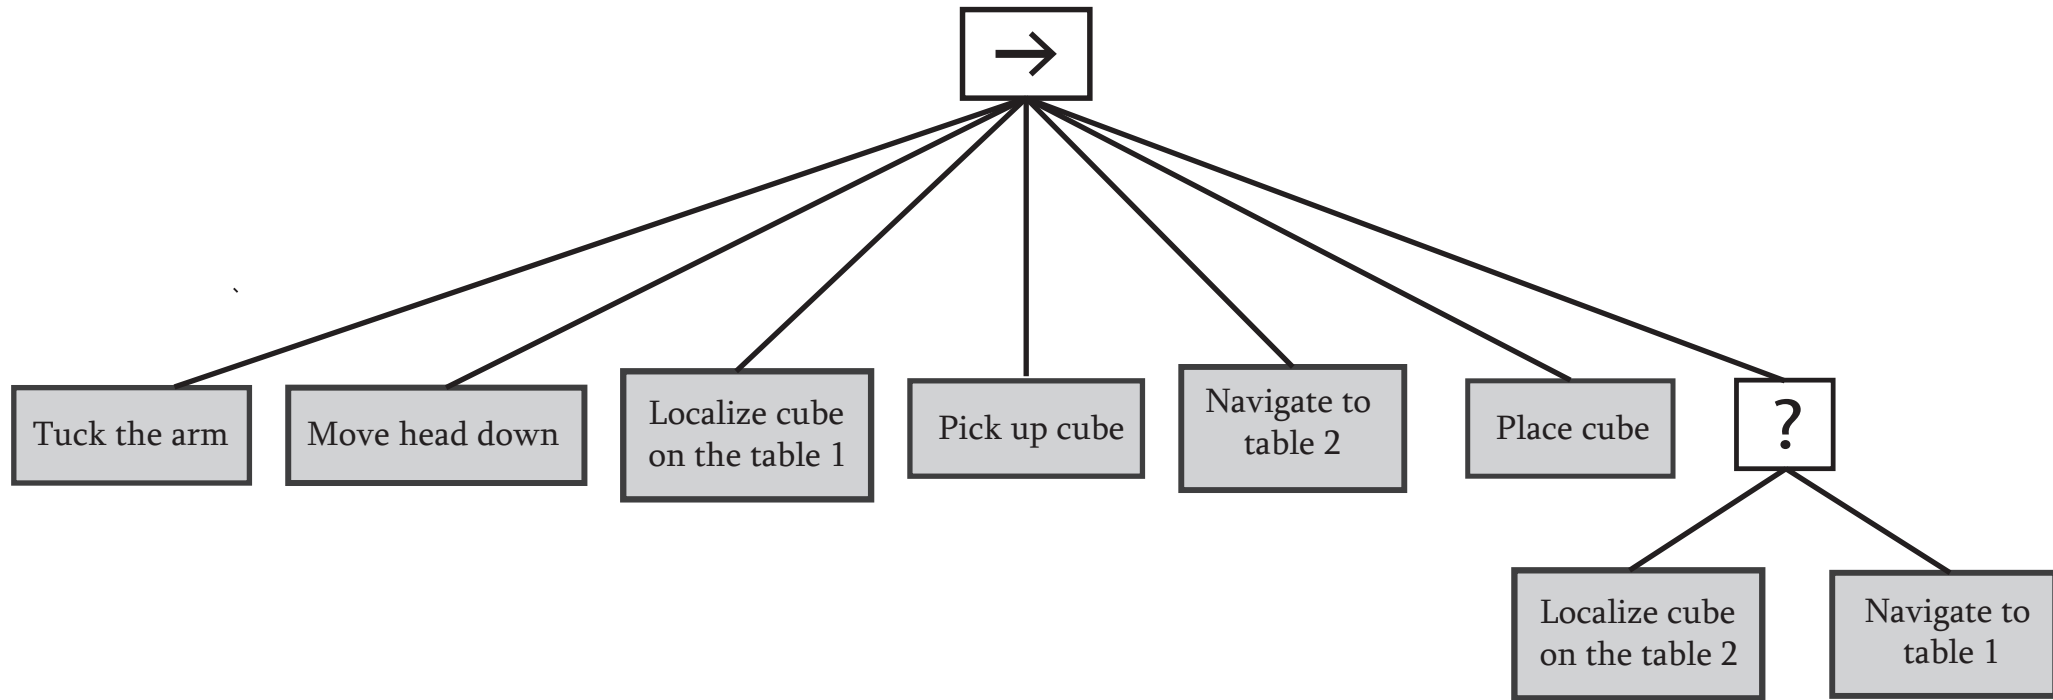 →
Tuck the arm
Move head down
Localize cube
on the table 1
Pick up cube
Navigate to
table 2
Place cube
?
Localize cube
on the table 2
Navigate to
table 1